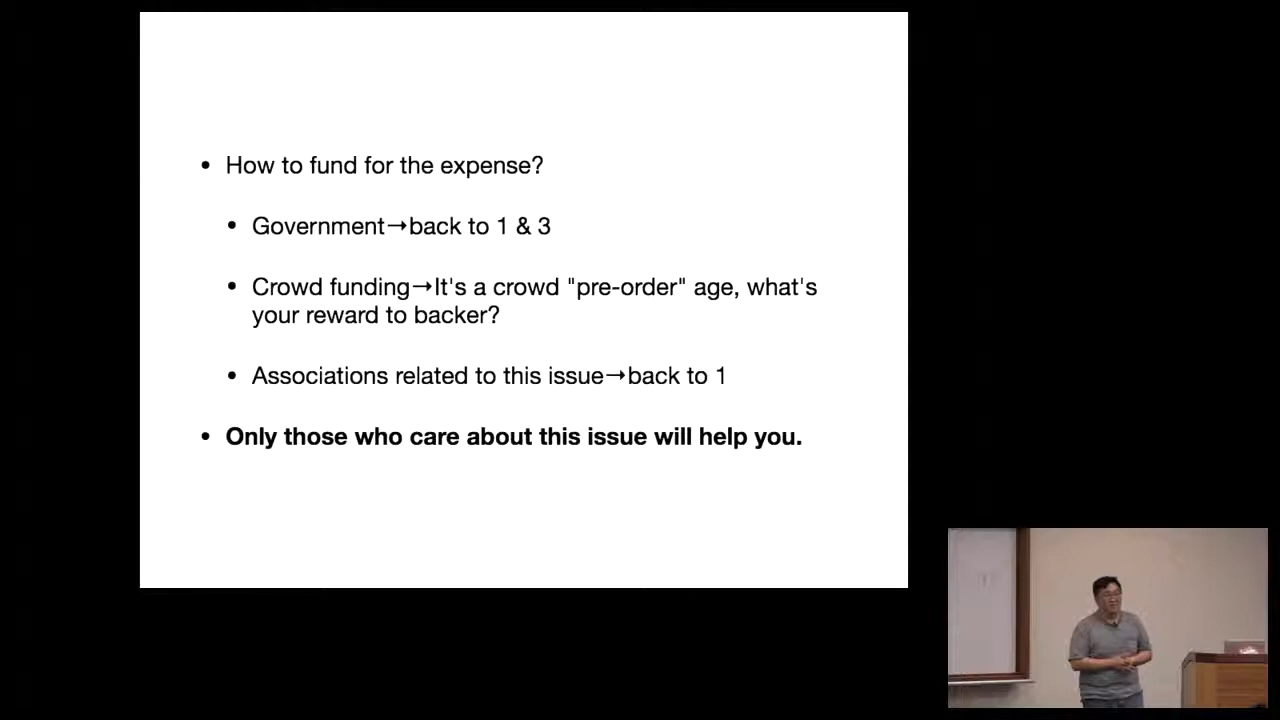 • How to fund for the expense?
• Government→back to 1 & 3
• Crowd funding→It's a crowd "pre-order" age, what's
your reward to backer?
• Associations related to this issue→back to 1
• Only those who care about this issue will help you.